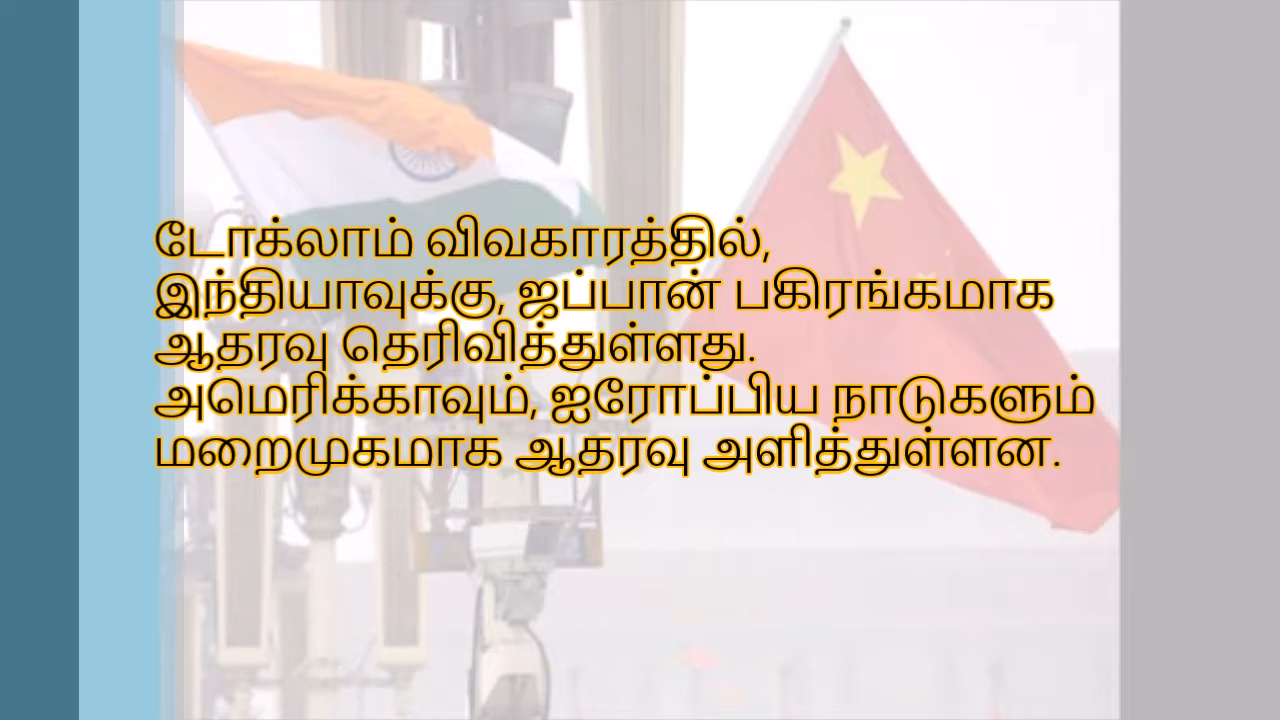 டோக்லாம் விவகாரத்தில்,
இந்தியாவுக்கு, ஜப்பான் பகிரங்கமாக
ஆதரவு தெரிவித்துள்ளது.
அமெரிக்காவும், ஐரோப்பிய நாடுகளும்
மறைமுகமாக ஆதரவு அளித்துள்ளன.